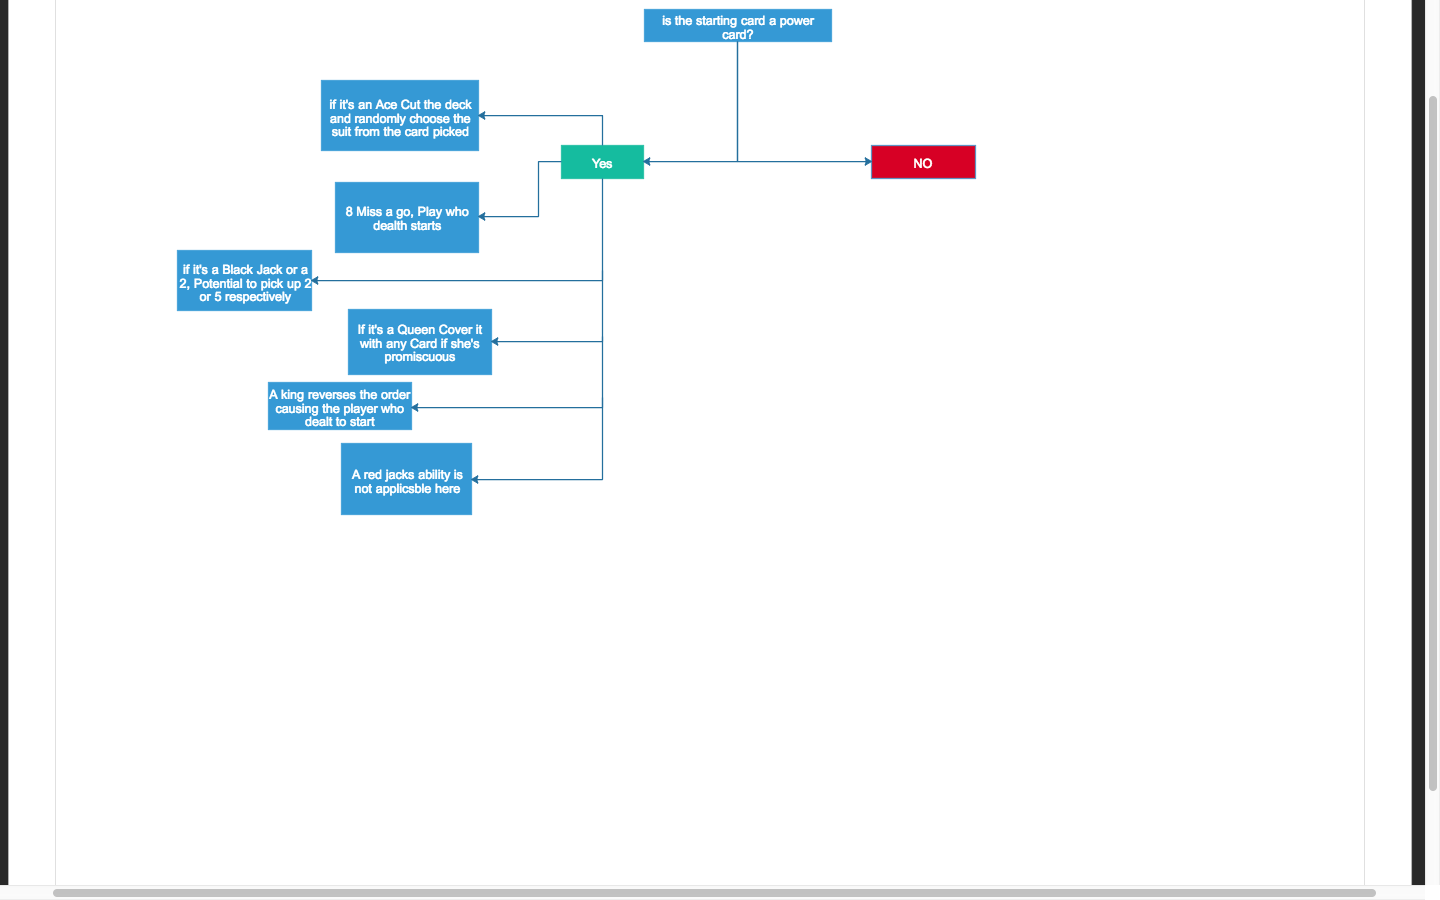 is the starting card a power
card?
if it's an Ace Cut the deck
and randomly choose the
suit from the card picked
Yes
NO
8 Miss a go, Play who
dealth starts
if it's a Black Jack or a
2, Potential to pick up 2
or 5 respectively
If it's a Queen Cover it
with any Card if she's
promiscuous
A king reverses the order
causing the player who
dealt to start
A red jacks ability is
not applicsble here